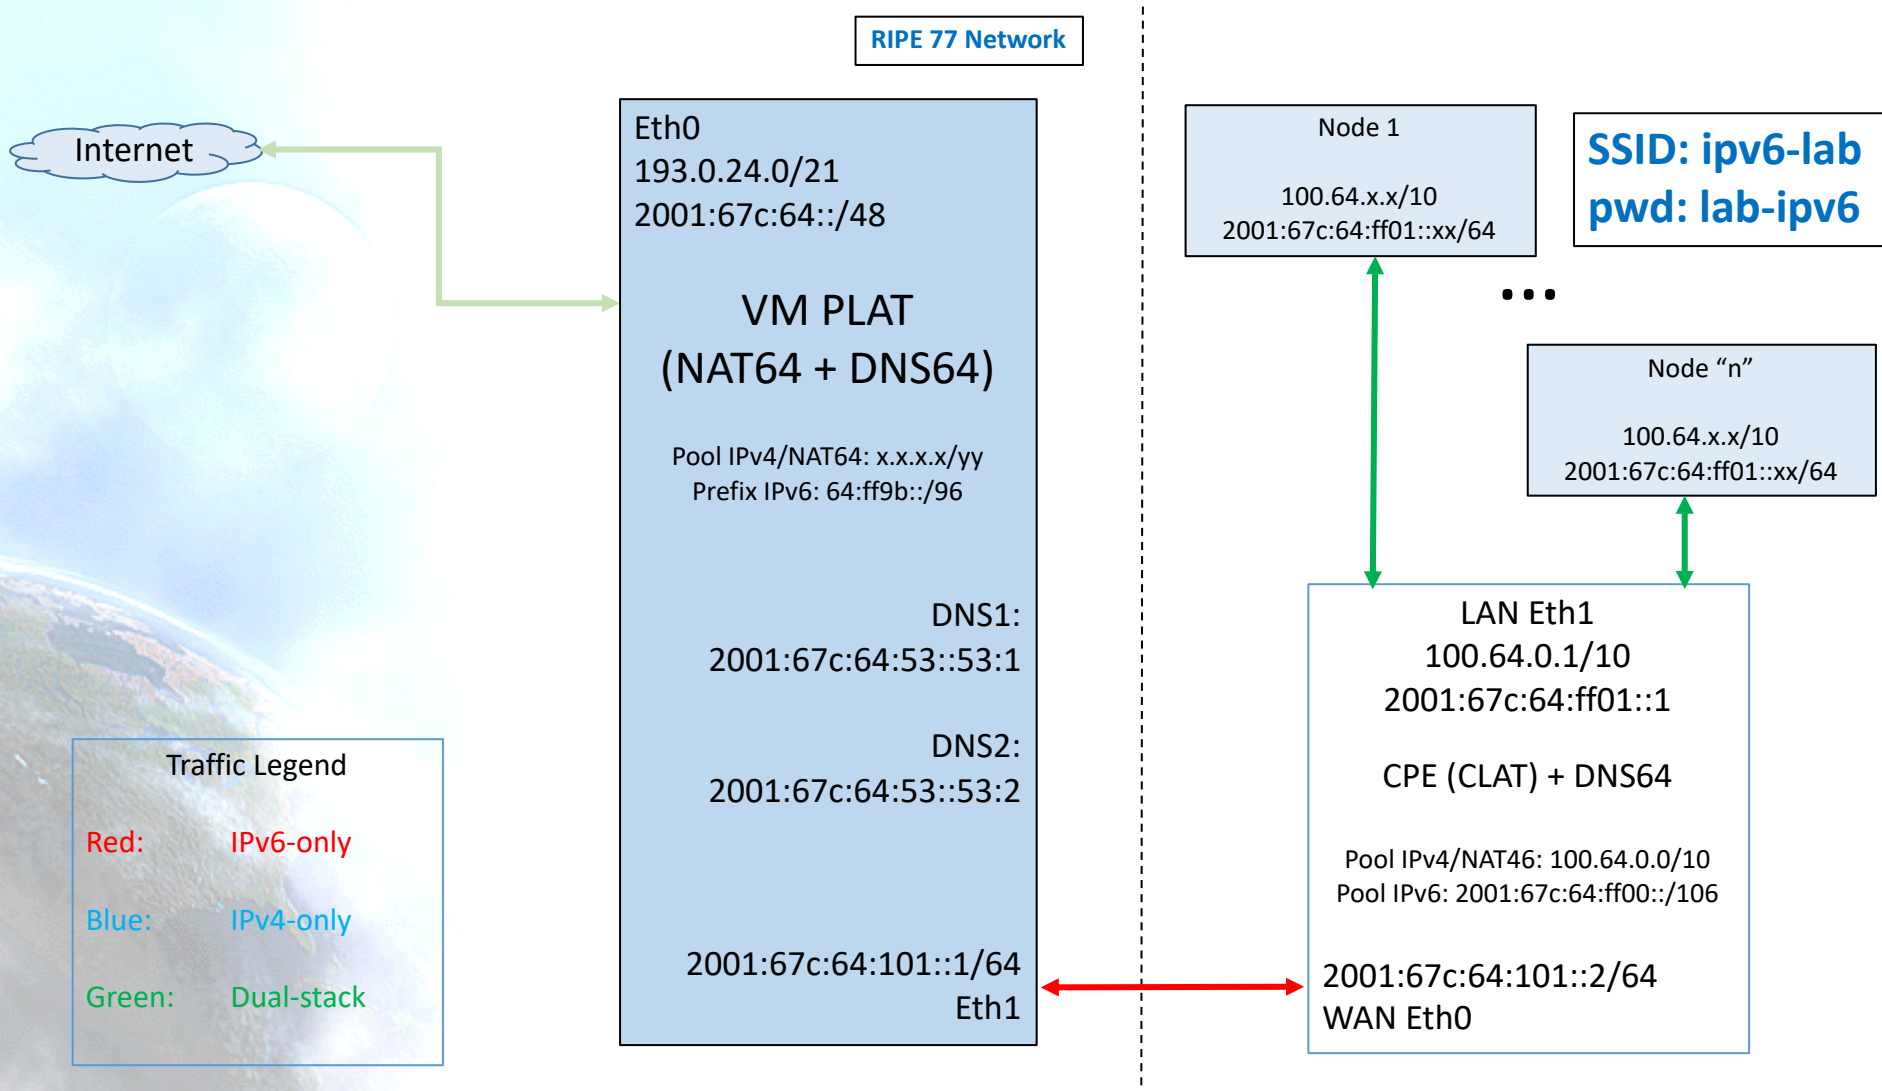 RIPE 77 Network
Internet
Eth0
193.0.24.0/21
2001:67c:64::/48
VM PLAT
(NAT64 + DNS64)
Pool IPv4/NAT64: x.x.x.x/yy
Prefix IPv6: 64:ff9b::/96
DNS1:
2001:67c:64:53::53:1
DNS2:
2001:67c:64:53::53:2
2001:67c:64:101::1/64
Eth1
Traffic Legend
Red: IPv6-only
Blue: IPv4-only
Green: Dual-stack
Node 1
100.64.x.x/10
2001:67c:64:ff01::xx/64
SSID: ipv6-lab
pwd: lab-ipv6
...
Node “n”
100.64.x.x/10
2001:67c:64:ff01::xx/64
LAN Eth1
100.64.0.1/10
2001:67c:64:ff01::1
CPE (CLAT) + DNS64
Pool IPv4/NAT46: 100.64.0.0/10
Pool IPv6: 2001:67c:64:ff00::/106
2001:67c:64:101::2/64
WAN Eth0